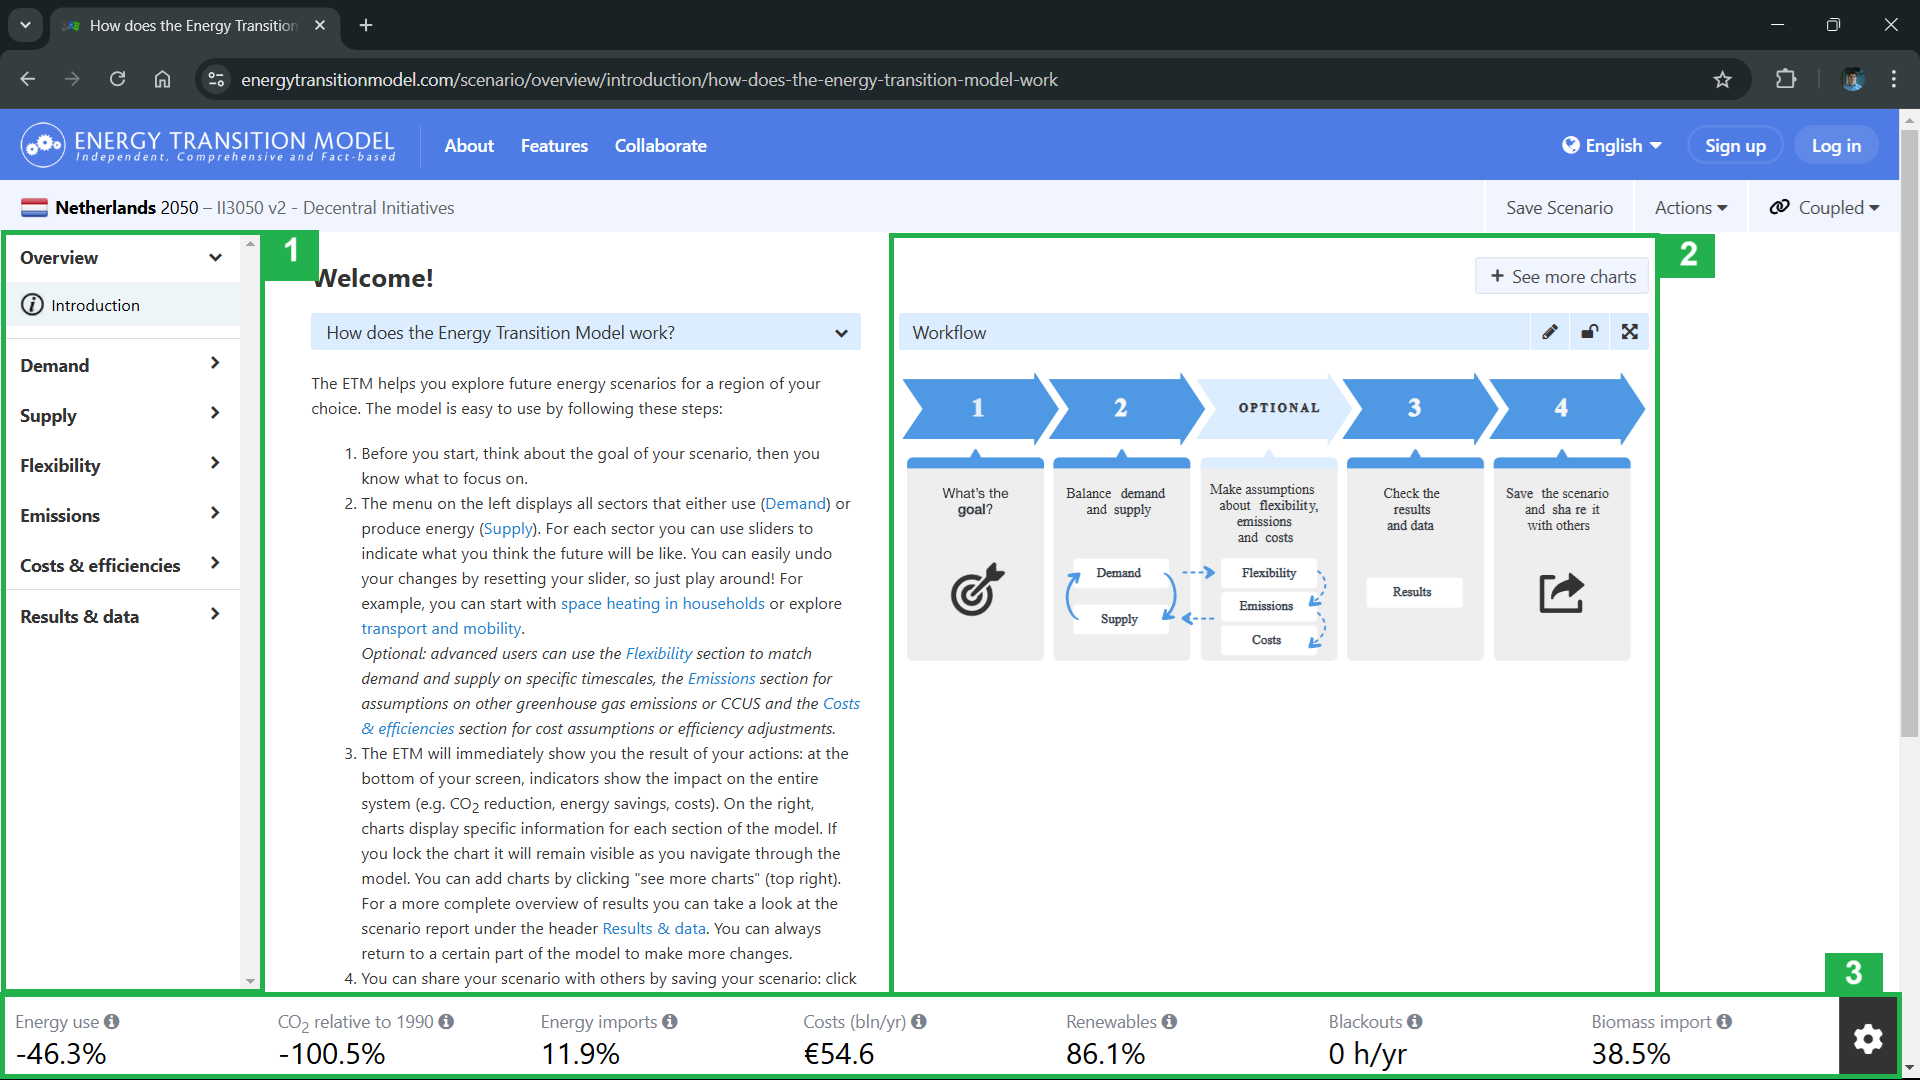 How does the Energy Transition
energytransitionmodel.com/scenario/overview/introduction/how-does-the-energy-transition-model-work
ENERGY TRANSITION MODEL
Independent, Comprehensive and Fact-based
About
Features
Collaborate
English
Sign up
Log in
Netherlands 2050 – II3050 v2 - Decentral Initiatives
Save Scenario
Actions
Coupled
1
Overview
Introduction
Demand
Supply
Flexibility
Emissions
Costs & efficiencies
Results & data
Welcome!
How does the Energy Transition Model work?
The ETM helps you explore future energy scenarios for a region of your
choice. The model is easy to use by following these steps:
1. Before you start, think about the goal of your scenario, then you
know what to focus on.
2. The menu on the left displays all sectors that either use (Demand) or
produce energy (Supply). For each sector you can use sliders to
indicate what you think the future will be like. You can easily undo
your changes by resetting your slider, so just play around! For
example, you can start with space heating in households or explore
transport and mobility.
Optional: advanced users can use the Flexibility section to match
demand and supply on specific timescales, the Emissions section for
assumptions on other greenhouse gas emissions or CCUS and the Costs
& efficiencies section for cost assumptions or efficiency adjustments.
3. The ETM will immediately show you the result of your actions: at the
bottom of your screen, indicators show the impact on the entire
system (e.g. CO2 reduction, energy savings, costs). On the right,
charts display specific information for each section of the model. If
you lock the chart it will remain visible as you navigate through the
model. You can add charts by clicking "see more charts" (top right).
For a more complete overview of results you can take a look at the
scenario report under the header Results & data. You can always
return to a certain part of the model to make more changes.
4. You can share your scenario with others by saving your scenario: click
2
+ See more charts
Workflow
1
2
OPTIONAL
3
4
What's the
goal?
Balance demand
and supply
Demand
Supply
Make assumptions
about flexibility,
emissions
and costs
Flexibility
Emissions
Costs
Check the
results
and data
Results
Save the scenario
and sha re it
with others
3
Energy use
-46.3%
CO2 relative to 1990
-100.5%
Energy imports
11.9%
Costs (bln/yr)
€54.6
Renewables
86.1%
Blackouts
0 h/yr
Biomass import
38.5%